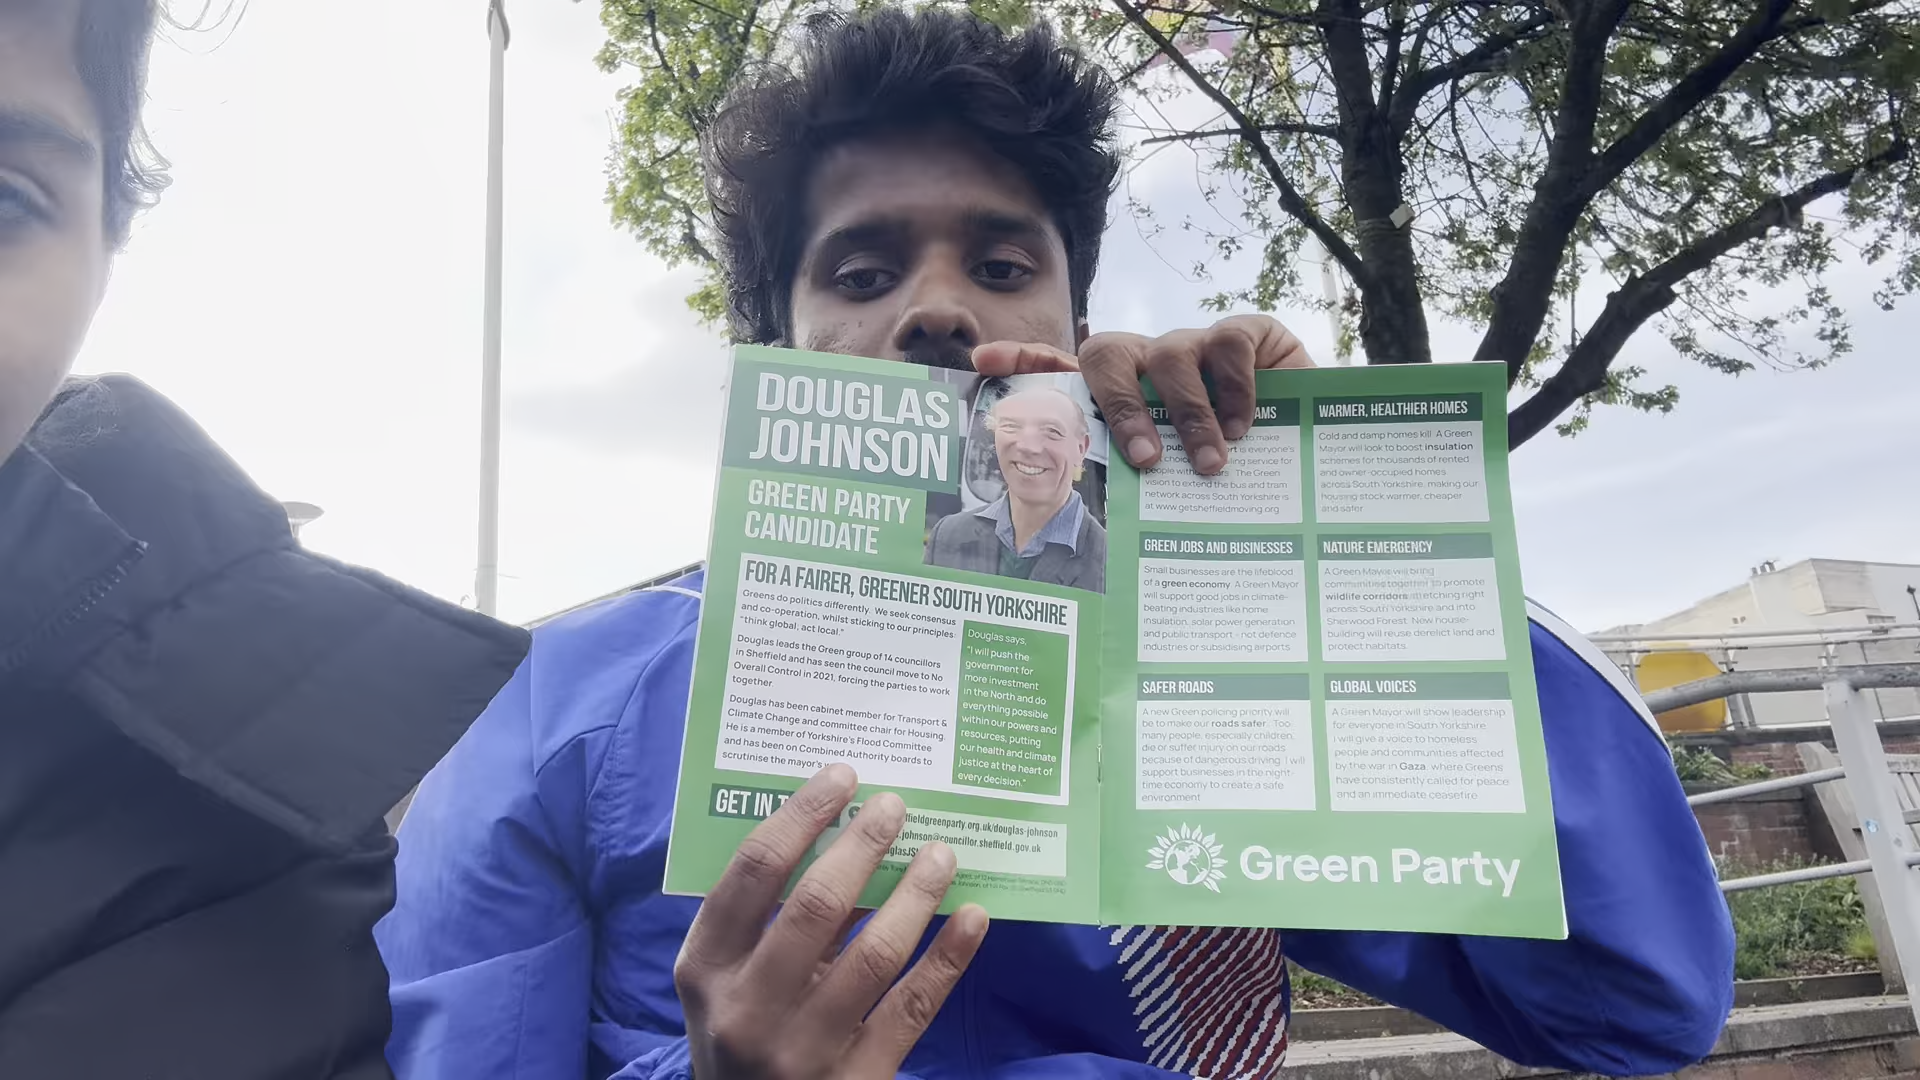 DOUGLAS
JOHNSON
GREEN PARTY
CANDIDATE
FOR A FAIRER, GREENER SOUTH YORKSHIRE
Greens do politics differently. We seek consensus
and co-operation, whilst sticking to our principles:
"think global, act local."
Douglas leads the Green group of 14 councillors
in Sheffield and has seen the council move to No
Overall Control in 2021, forcing the parties to work
together.
Douglas has been cabinet member for Transport &
Climate Change and committee chair for Housing.
He is a member of Yorkshire's Flood Committee
and has been on Combined Authority boards to
scrutinise the mayor's
Douglas says,
"I will push the
government for
more investment
in the North and do
everything possible
within our powers and
resources, putting
our health and climate
justice at the heart of
every decision."
GET IN
ffieldgreenparty.org.uk/douglas-johnson
.johnson@councillor.sheffield.gov.uk
AMS
to make
is everyone's
choice
service for
people
The Green
vision to extend the bus and tram
network across South Yorkshire is
at www.getsheffieldmoving.org
WARMER, HEALTHIER HOMES
Cold and damp homes kill. A Green
Mayor will look to boost insulation
schemes for thousands of rented
and owner-occupied homes
across South Yorkshire, making our
housing stock warmer, cheaper
and safer.
GREEN JOBS AND BUSINESSES
Small businesses are the lifeblood
of a green economy. A Green Mayor
will support good jobs in climate-
beating industries like home
insulation, solar power generation
and public transport - not defence
industries or subsidising airports.
NATURE EMERGENCY
A Green Mayor will bring
communities together to promote
wildlife corridors stretching right
across South Yorkshire and into
Sherwood Forest. New house-
building will reuse derelict land and
protect habitats.
SAFER ROADS
A new Green policing priority will
be to make our roads safer. Too
many people, especially children,
die or suffer injury on our roads
because of dangerous driving. I will
support businesses in the night-
time economy to create a safe
environment.
GLOBAL VOICES
A Green Mayor will show leadership
for everyone in South Yorkshire.
I will give a voice to homeless
people and communities affected
by the war in Gaza, where Greens
have consistently called for peace
and an immediate ceasefire.
Green Party